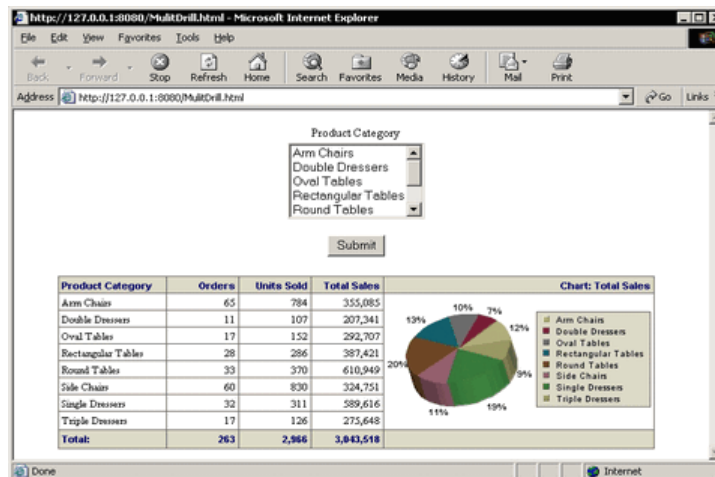 http://127.0.0.1:8080/MulitDrill.html - Microsoft Internet Explorer
File Edit View Favorites Tools Help
Back Forward Stop Refresh Home Search Favorites Media History Mail Print
Address http://127.0.0.1:8080/MulitDrill.html Go Links
Product Category
Arm Chairs
Double Dressers
Oval Tables
Rectangular Tables
Round Tables
Submit
Product Category Orders Units Sold Total Sales Chart: Total Sales
Arm Chairs 65 784 355,085
Double Dressers 11 107 207,341
Oval Tables 17 152 292,707
Rectangular Tables 28 286 387,421
Round Tables 33 370 610,949
Side Chairs 60 830 324,751
Single Dressers 32 311 589,616
Triple Dressers 17 126 275,648
Total: 263 2,966 3,043,518
10% 7%
13% 12%
20% 9%
11% 19%
Arm Chairs
Double Dressers
Oval Tables
Rectangular Tables
Round Tables
Side Chairs
Single Dressers
Triple Dressers
Done Internet